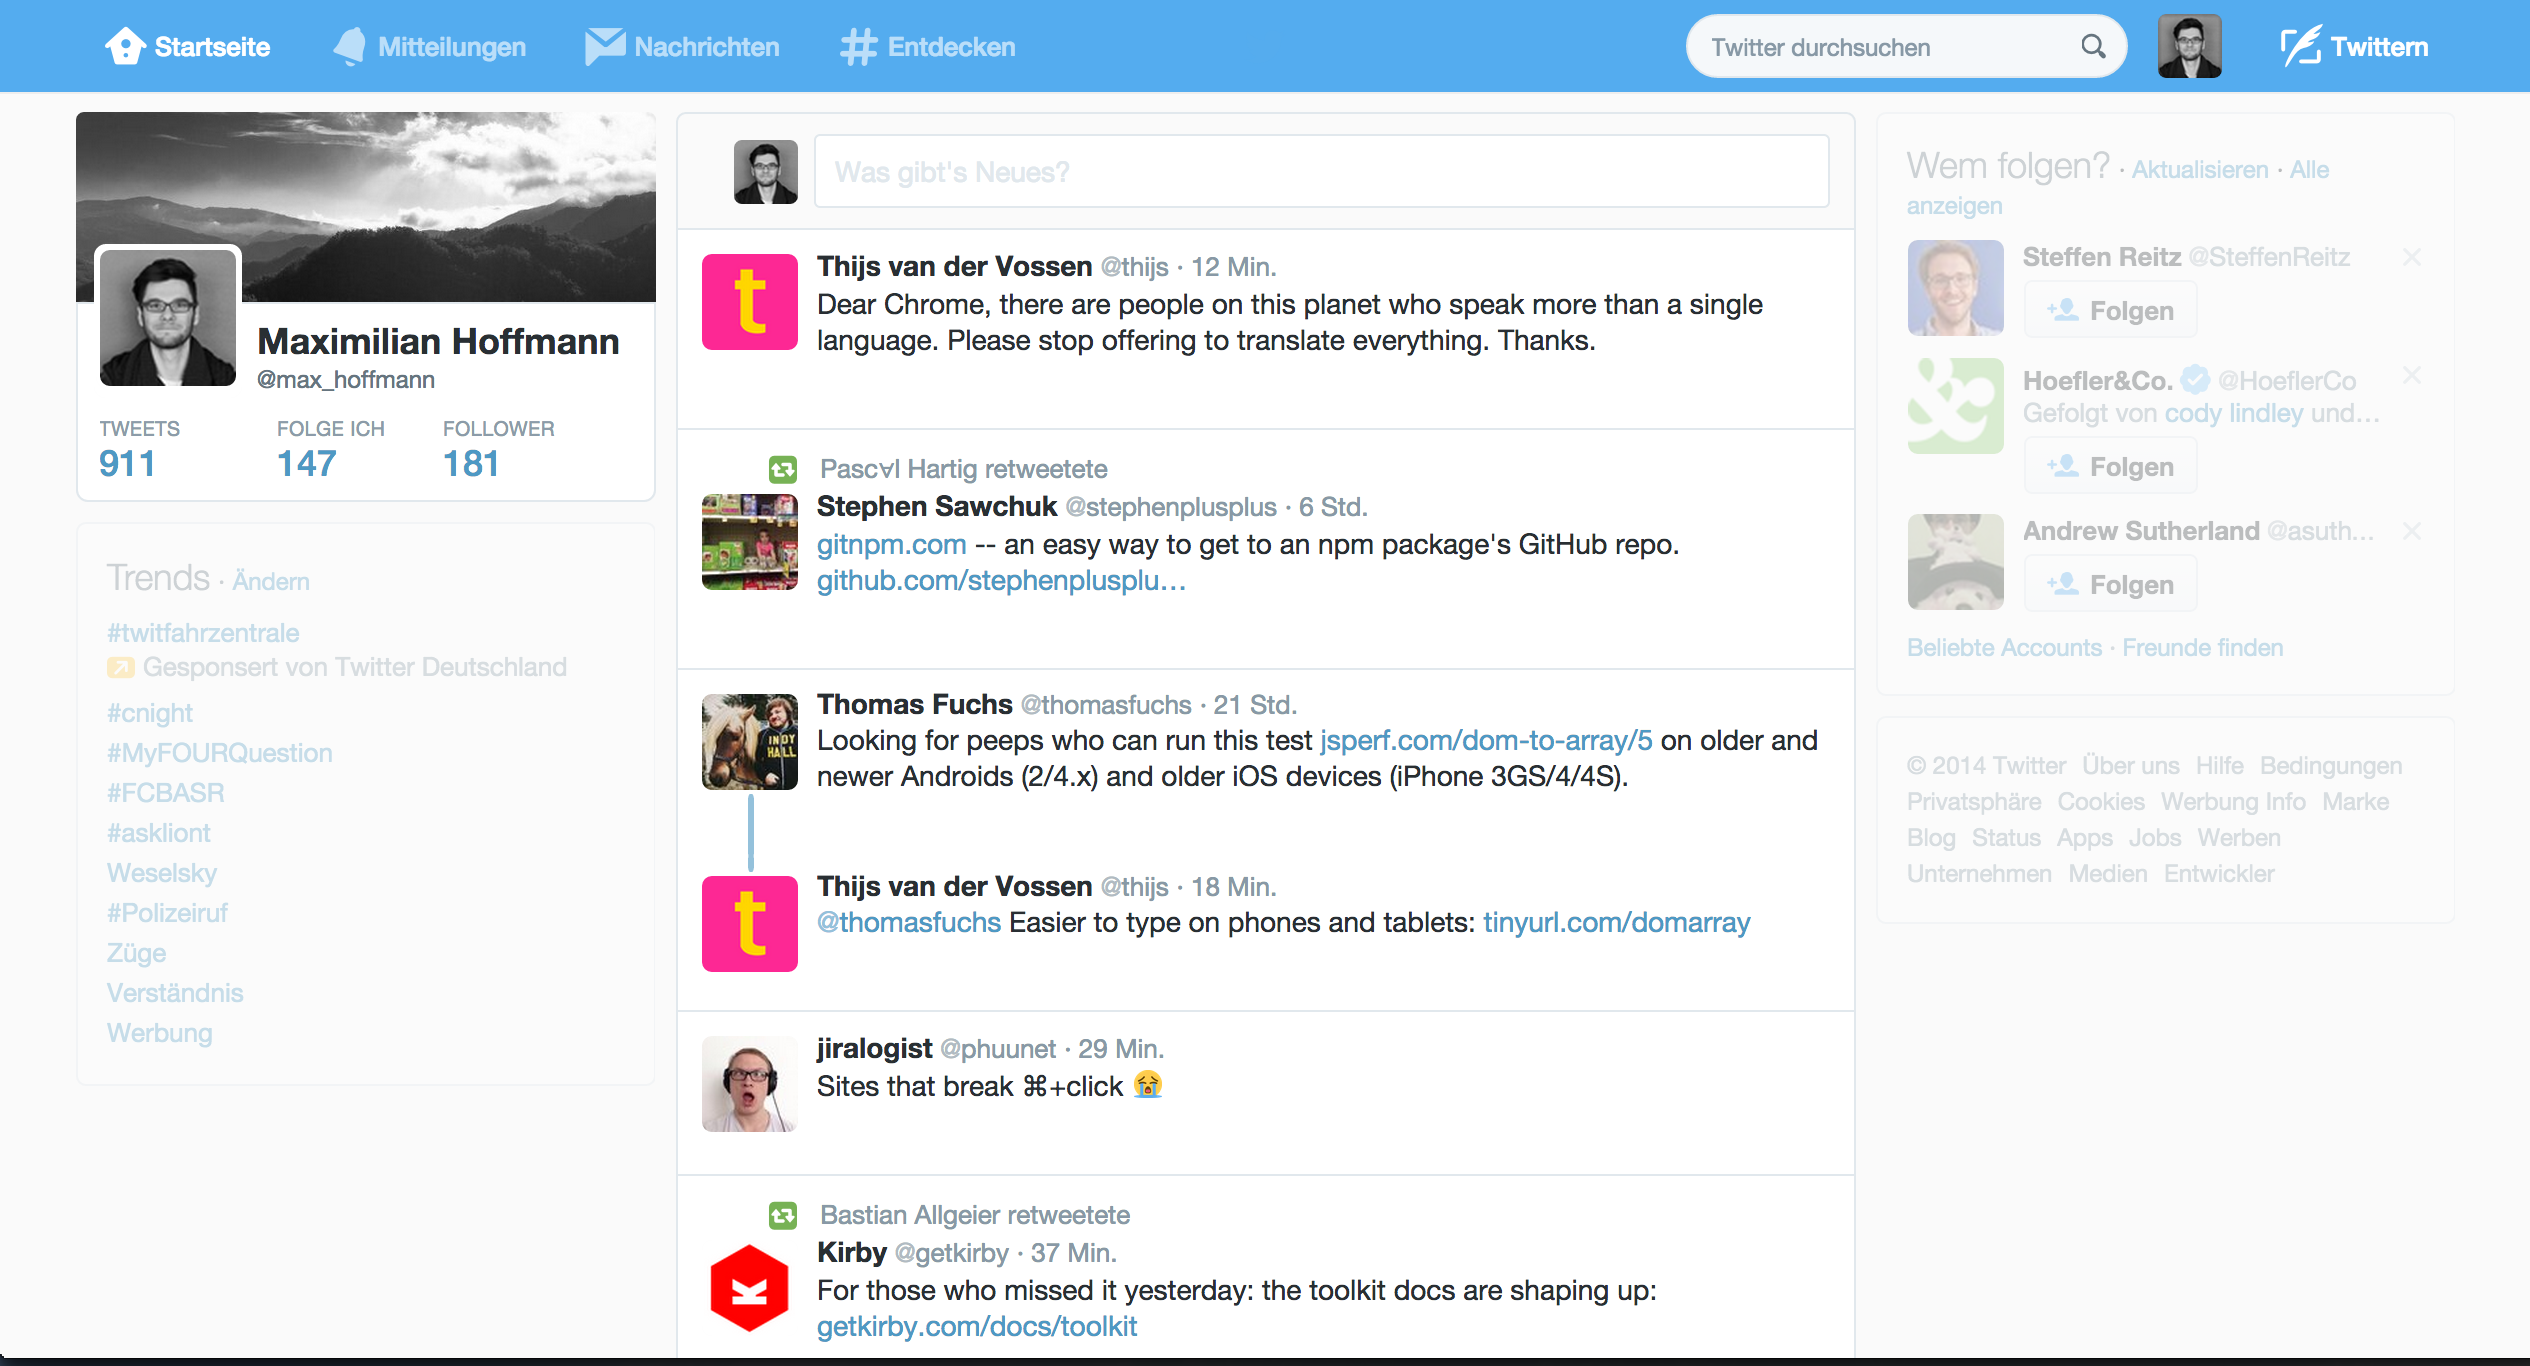 Startseite
Mitteilungen
Nachrichten
Entdecken
Twitter durchsuchen
Twittern
Maximilian Hoffmann
@max_hoffmann
TWEETS FOLGE ICH FOLLOWER
911 147 181
Trends · Ändern
#twitfahrzentrale
Gesponsert von Twitter Deutschland
#cnight
#MyFOURQuestion
#FCBASR
#askliont
Weselsky
#Polizeiruf
Züge
Verständnis
Werbung
Was gibt's Neues?
t
Thijs van der Vossen @thijs · 12 Min.
Dear Chrome, there are people on this planet who speak more than a single
language. Please stop offering to translate everything. Thanks.
Pasc∀l Hartig retweetete
Stephen Sawchuk @stephenplusplus · 6 Std.
gitnpm.com -- an easy way to get to an npm package's GitHub repo.
github.com/stephenplusplu…
INDY
HALL
Thomas Fuchs @thomasfuchs · 21 Std.
Looking for peeps who can run this test jsperf.com/dom-to-array/5 on older and
newer Androids (2/4.x) and older iOS devices (iPhone 3GS/4/4S).
t
Thijs van der Vossen @thijs · 18 Min.
@thomasfuchs Easier to type on phones and tablets: tinyurl.com/domarray
jiralogist @phuunet · 29 Min.
Sites that break ⌘+click 😭
Bastian Allgeier retweetete
Kirby @getkirby · 37 Min.
For those who missed it yesterday: the toolkit docs are shaping up:
getkirby.com/docs/toolkit
Wem folgen? · Aktualisieren · Alle
anzeigen
Steffen Reitz @SteffenReitz
Folgen
&
Hoefler&Co. @HoeflerCo
Gefolgt von cody lindley und…
Folgen
Andrew Sutherland @asuth…
Folgen
Beliebte Accounts · Freunde finden
© 2014 Twitter Über uns Hilfe Bedingungen
Privatsphäre Cookies Werbung Info Marke
Blog Status Apps Jobs Werben
Unternehmen Medien Entwickler